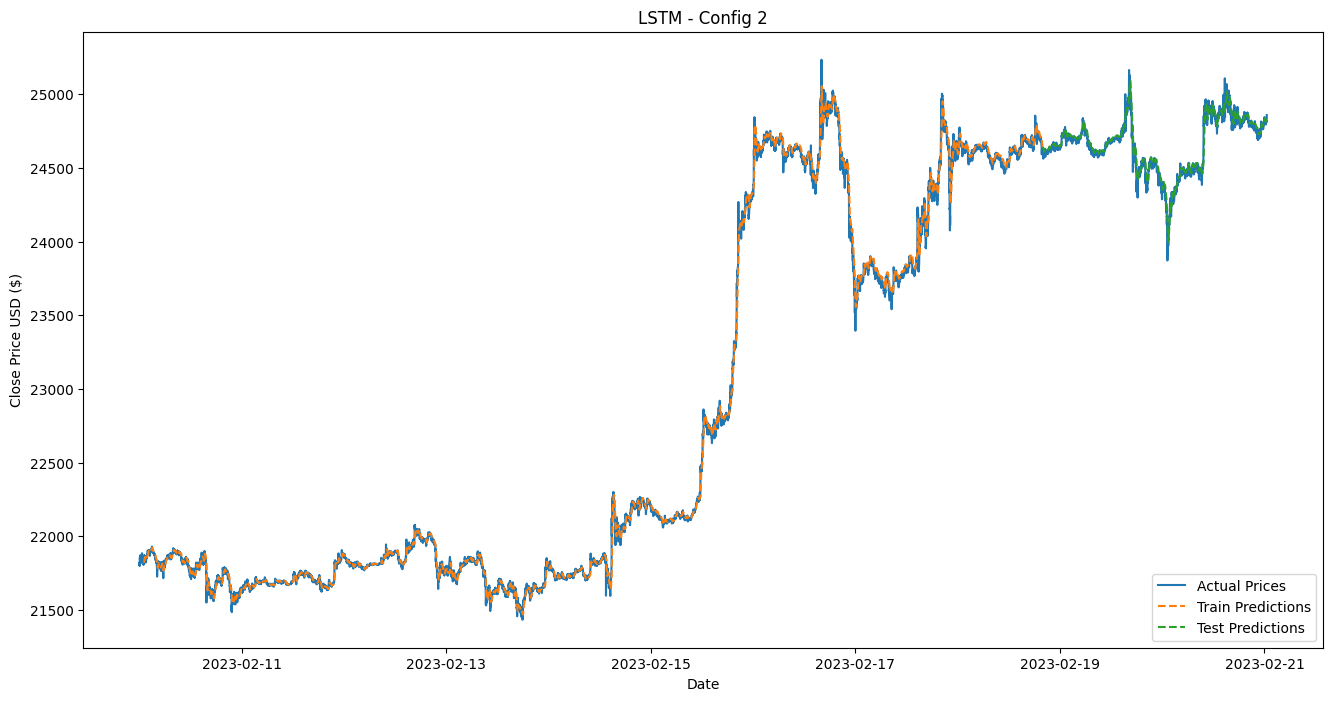 LSTM - Config 2
Close Price USD ($)
25000
24500
24000
23500
23000
22500
22000
21500
Actual Prices
Train Predictions
Test Predictions
2023-02-11 2023-02-13 2023-02-15 2023-02-17 2023-02-19 2023-02-21
Date